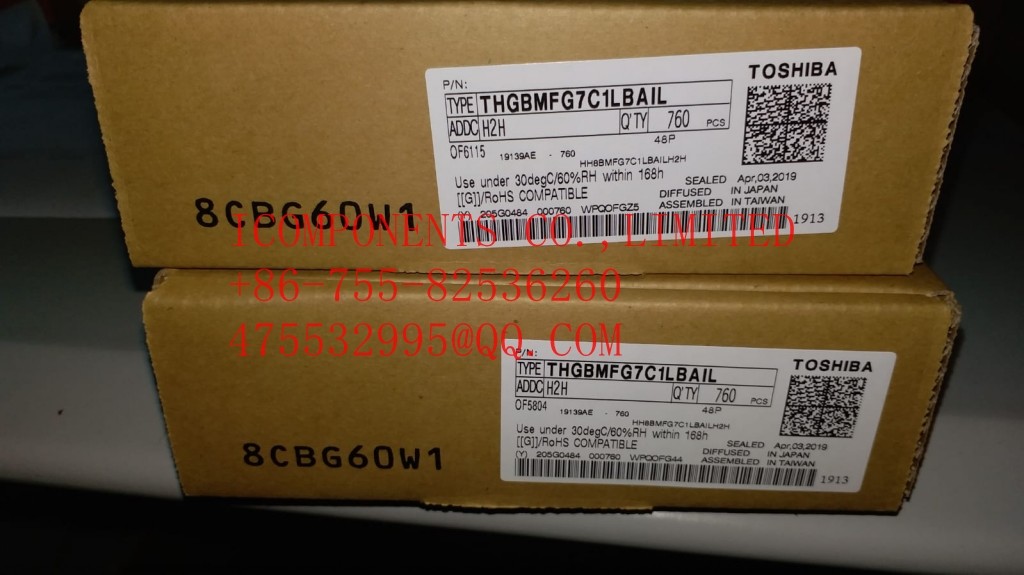 P/N:
TOSHIBA
TYPE THGBMFG7C1LBAIL
ADDC H2H Q'TY 760 PCS
48P
OF6115 19139AE - 760
HH8BMFG7C1LBAILH2H
Use under 30degC/60%RH within 168h
SEALED Apr,03,2019
[[G]]/RoHS COMPATIBLE
DIFFUSED IN JAPAN
ASSEMBLED IN TAIWAN
205G0484 000760 WPQOFGZ5
1913
8CBG60W1
ICOMPONENTS CO.,LIMITED
+86-755-82536260
475532995@QQ.COM
P/N:
TOSHIBA
TYPE THGBMFG7C1LBAIL
ADDC H2H Q'TY 760 PCS
48P
OF5804 19139AE - 760
HH8BMFG7C1LBAILH2H
Use under 30degC/60%RH within 168h
SEALED Apr,03,2019
[[G]]/RoHS COMPATIBLE
DIFFUSED IN JAPAN
ASSEMBLED IN TAIWAN
(Y) 205G0484 000760 WPQOFG44
1913
8CBG60W1